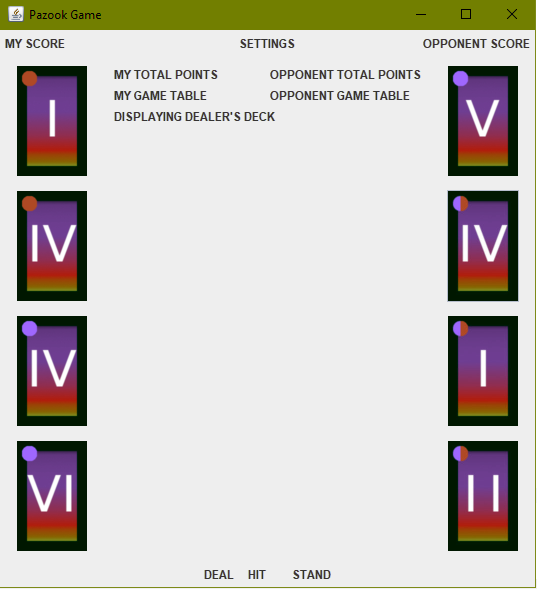 Pazook Game
MY SCORE SETTINGS OPPONENT SCORE
MY TOTAL POINTS OPPONENT TOTAL POINTS
MY GAME TABLE OPPONENT GAME TABLE
DISPLAYING DEALER'S DECK
I V
IV IV
IV I
VI II
DEAL HIT STAND